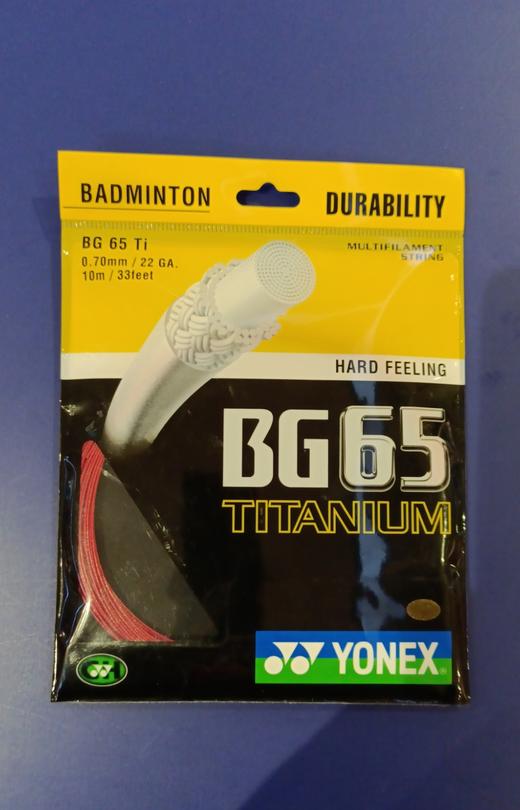 BADMINTON
DURABILITY
BG 65 Ti
0.70mm / 22 GA.
10m / 33feet
MULTIFILAMENT
STRING
HARD FEELING
BG65
TITANIUM
YONEX